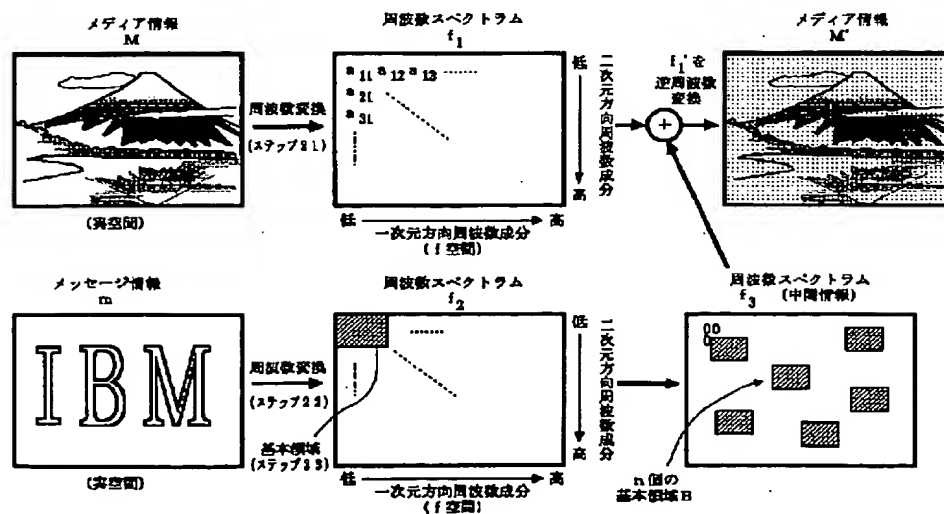 メディア情報
M
周波数スペクトラム
f1
メディア情報
M'
a11 a12 a13
a21
a31
周波数変換
(ステップ21)
低
二次元方向周波数成分
高
f1'を
逆周波数
変換
+
(実空間)
低 高
一次元方向周波数成分
(f空間)
メッセージ情報
m
周波数スペクトラム
f2
周波数スペクトラム
f3 (中間情報)
IBM
周波数変換
(ステップ22)
基本領域
(ステップ23)
低
二次元方向周波数成分
高
00
0
(実空間)
低 高
一次元方向周波数成分
(f空間)
n個の
基本領域B